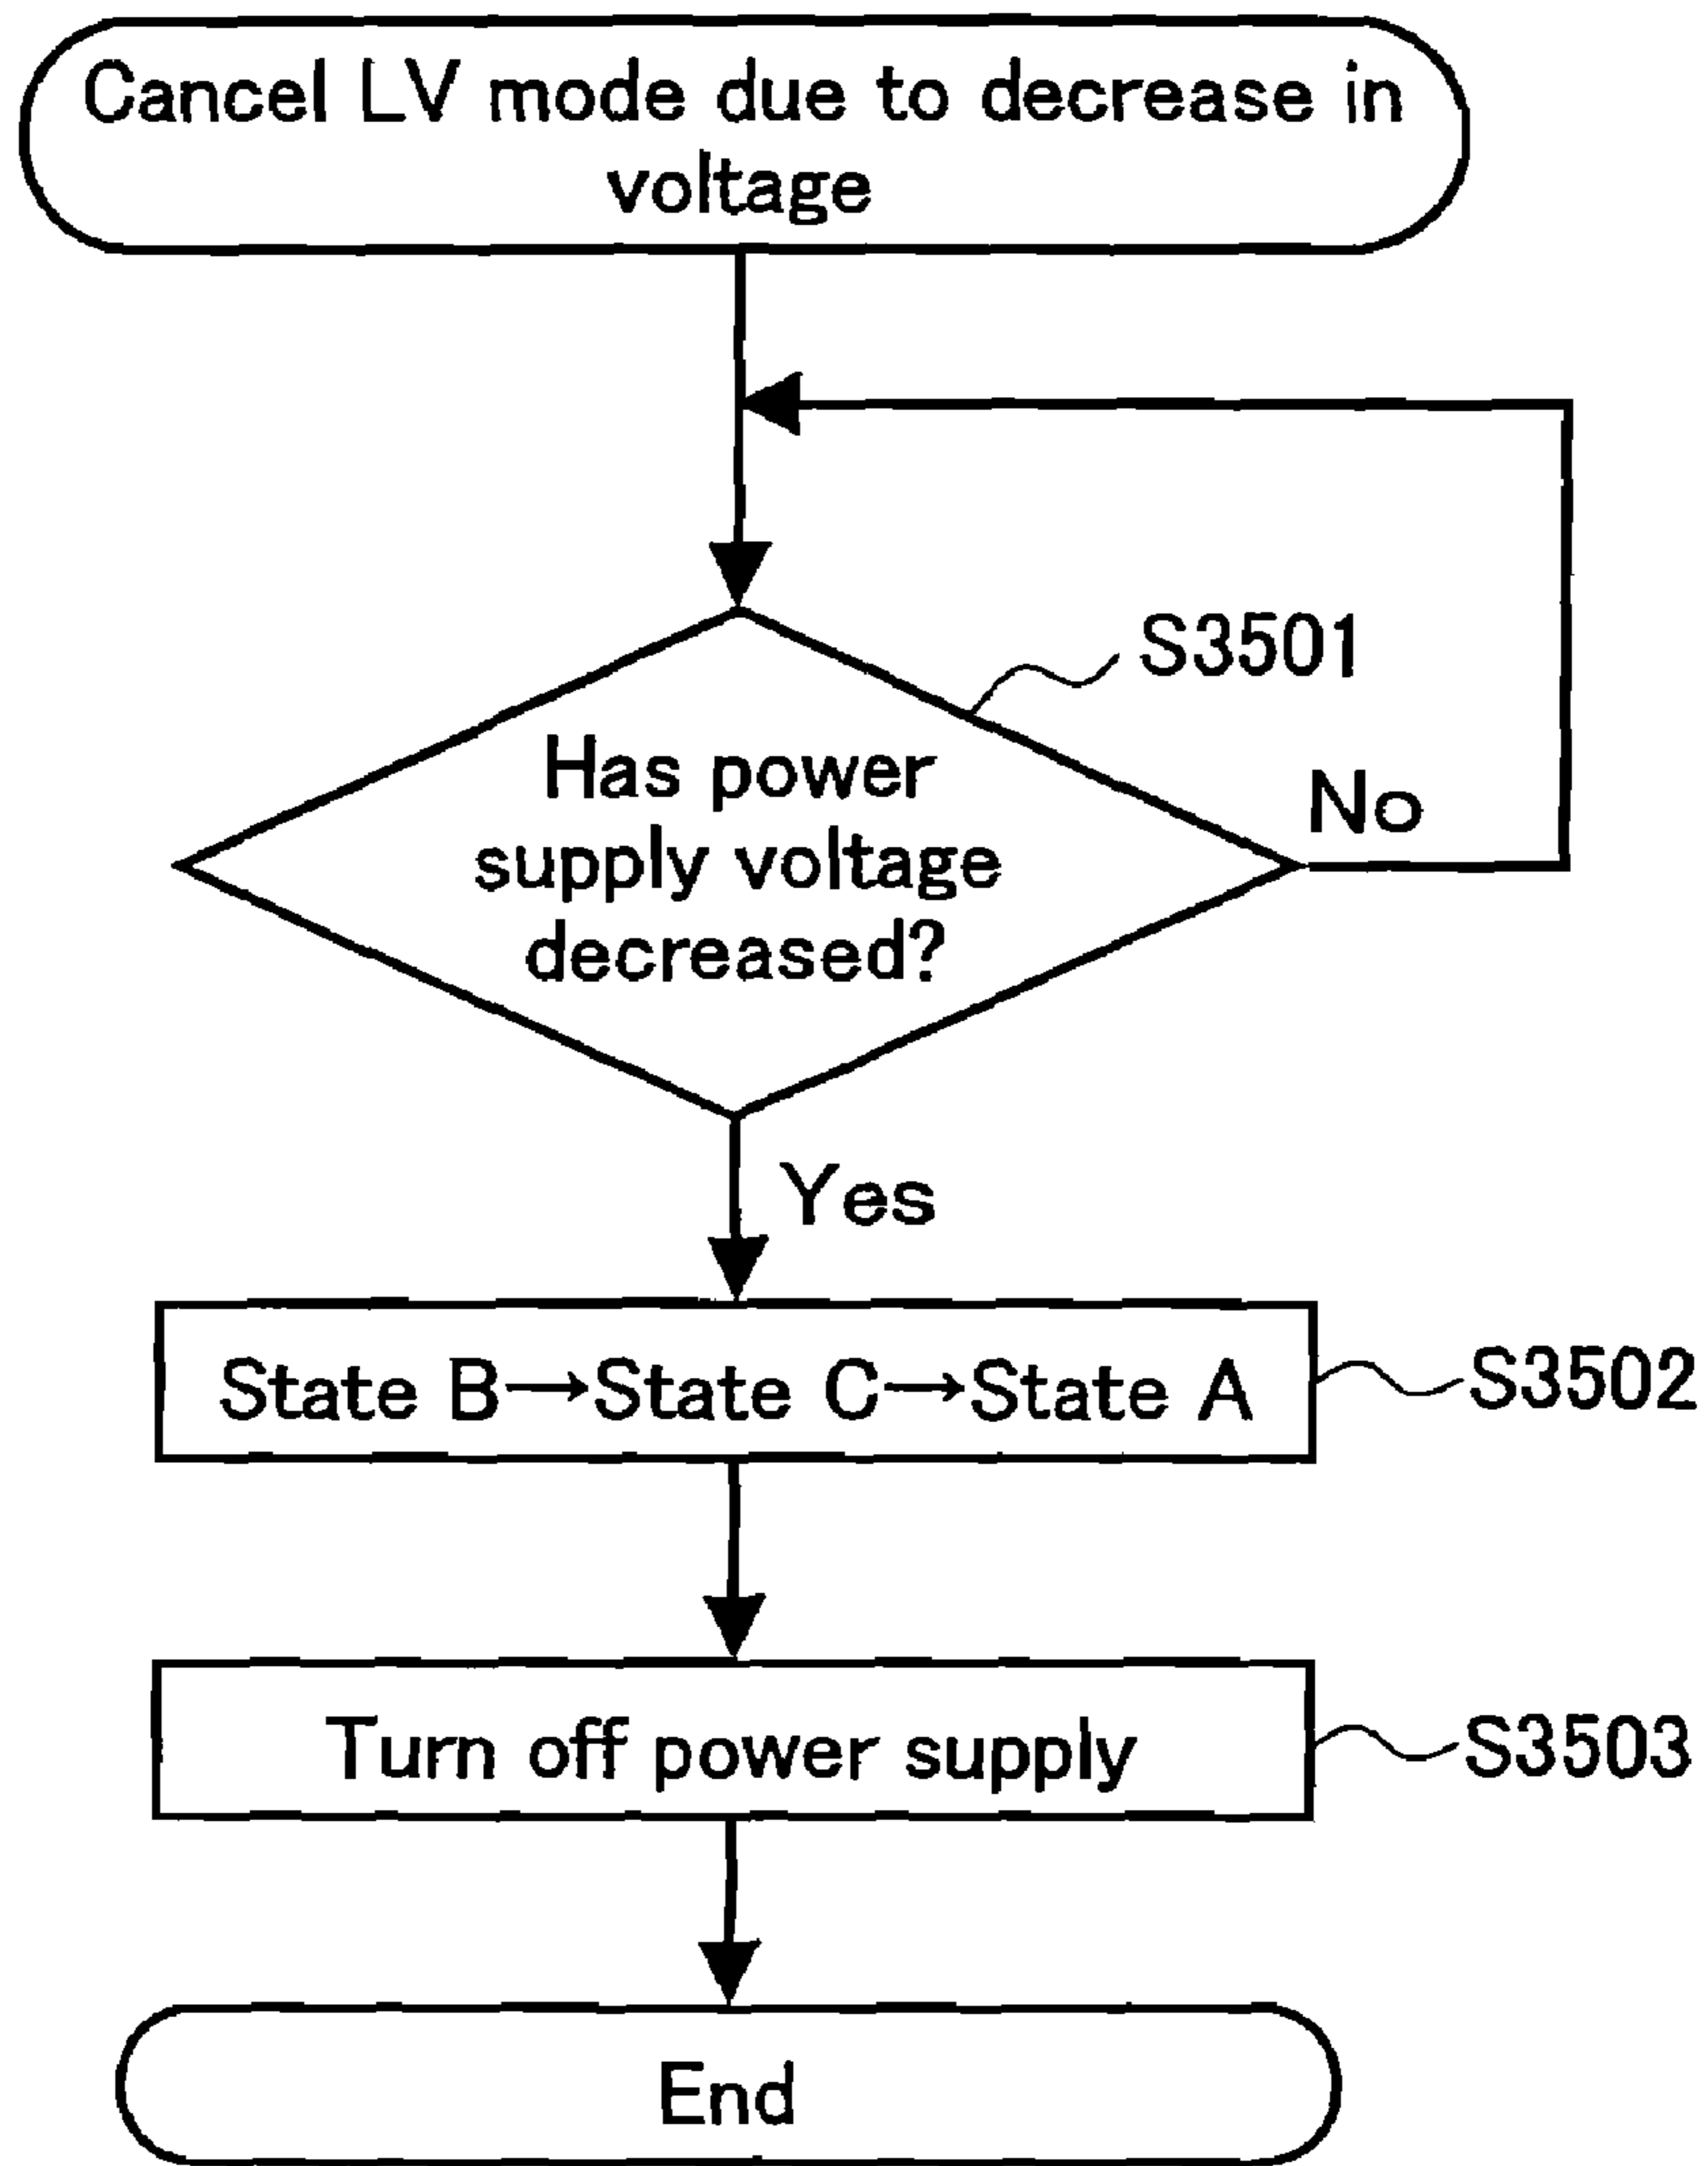 Cancel LV mode due to decrease in
voltage
S3501
Has power
supply voltage
decreased?
No
Yes
State B→State C→State A
S3502
Turn off power supply
S3503
End